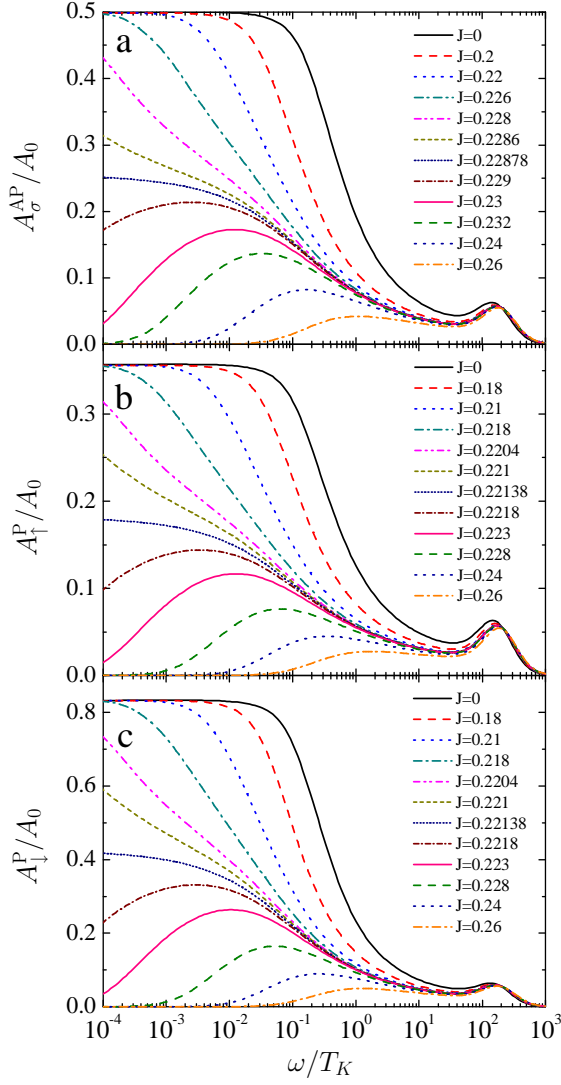 0.5
0.4
0.3
0.2
0.1
0.0
A_σ^AP/A_0
a
J=0
J=0.2
J=0.22
J=0.226
J=0.228
J=0.2286
J=0.22878
J=0.229
J=0.23
J=0.232
J=0.24
J=0.26
0.3
0.2
0.1
0.0
A_↑^P/A_0
b
J=0
J=0.18
J=0.21
J=0.218
J=0.2204
J=0.221
J=0.22138
J=0.2218
J=0.223
J=0.228
J=0.24
J=0.26
0.8
0.6
0.4
0.2
0.0
A_↓^P/A_0
c
J=0
J=0.18
J=0.21
J=0.218
J=0.2204
J=0.221
J=0.22138
J=0.2218
J=0.223
J=0.228
J=0.24
J=0.26
10^-4 10^-3 10^-2 10^-1 10^0 10^1 10^2 10^3
ω/T_K